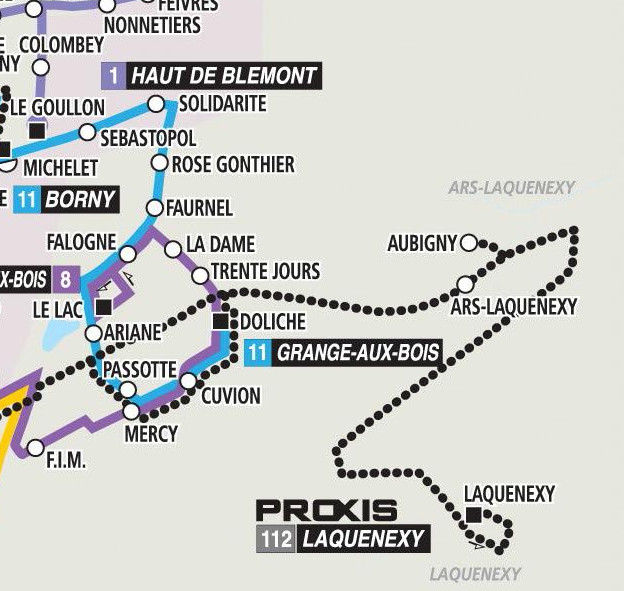 FEIVRES
NONNETIERS
COLOMBEY
NY
1 HAUT DE BLEMONT
LE GOULLON
SOLIDARITE
SEBASTOPOL
MICHELET
ROSE GONTHIER
E 11 BORNY
ARS-LAQUENEXY
FAURNEL
FALOGNE
LA DAME
AUBIGNY
X-BOIS 8
TRENTE JOURS
LE LAC
ARS-LAQUENEXY
ARIANE
DOLICHE
11 GRANGE-AUX-BOIS
PASSOTTE
CUVION
MERCY
F.I.M.
LAQUENEXY
PROXIS
112 LAQUENEXY
LAQUENEXY